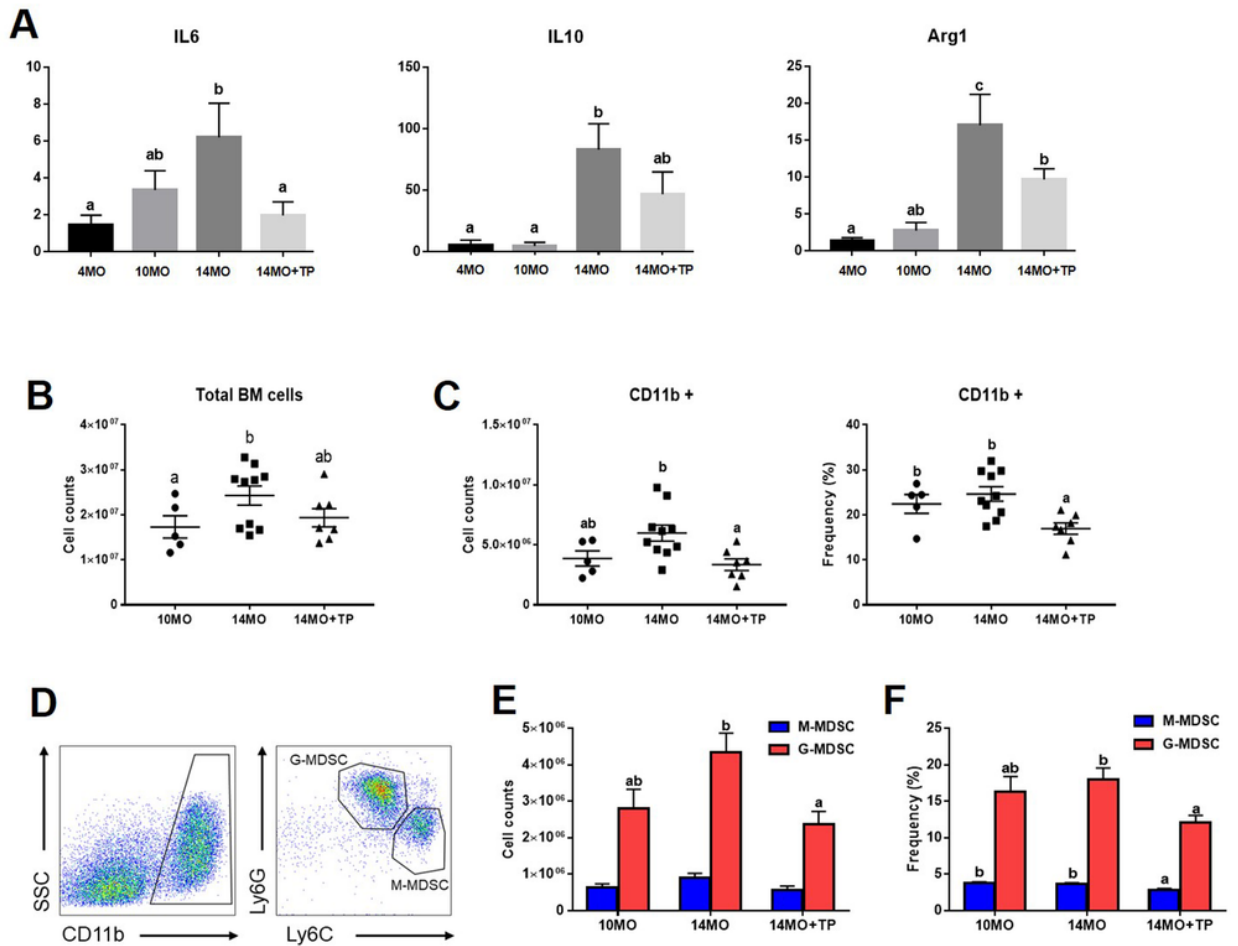 A
IL6
10
8
6
4
2
0
a
ab
b
a
4MO 10MO 14MO 14MO+TP
IL10
150
100
50
0
a
a
b
ab
4MO 10MO 14MO 14MO+TP
Arg1
25
20
15
10
5
0
a
ab
c
b
4MO 10MO 14MO 14MO+TP
B
Total BM cells
Cell counts
4×10^07
3×10^07
2×10^07
1×10^07
0
a
b
ab
10MO 14MO 14MO+TP
C
CD11b +
Cell counts
1.5×10^07
1.0×10^07
5.0×10^06
0
ab
b
a
10MO 14MO 14MO+TP
CD11b +
Frequency (%)
40
30
20
10
0
b
b
a
10MO 14MO 14MO+TP
D
SSC
CD11b
Ly6G
G-MDSC
M-MDSC
Ly6C
E
Cell counts
5×10^06
4×10^06
3×10^06
2×10^06
1×10^06
0
ab
b
a
M-MDSC
G-MDSC
10MO 14MO 14MO+TP
F
Frequency (%)
25
20
15
10
5
0
b
ab
b
b
a
a
M-MDSC
G-MDSC
10MO 14MO 14MO+TP